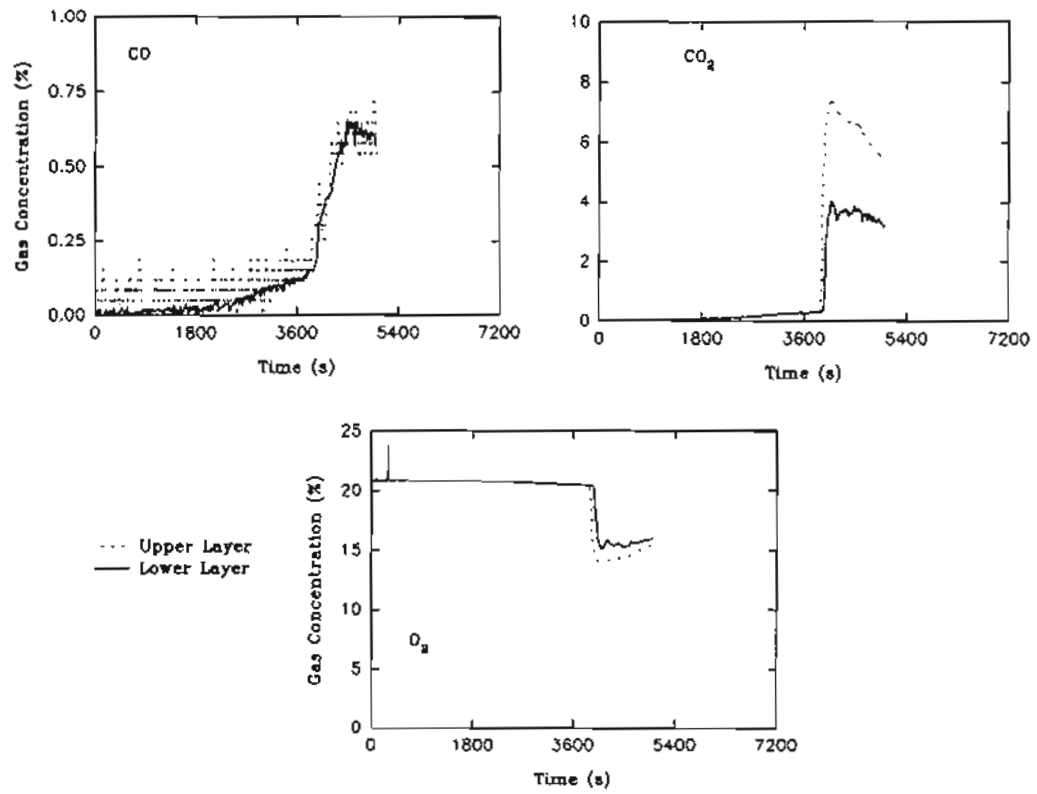 CO
Gas Concentration (%)
1.00
0.75
0.50
0.25
0.00
0 1800 3600 5400 7200
Time (s)
CO2
10
8
6
4
2
0
0 1800 3600 5400 7200
Time (s)
Gas Concentration (%)
25
20
15
10
5
0
O2
0 1800 3600 5400 7200
Time (s)
Upper Layer
Lower Layer